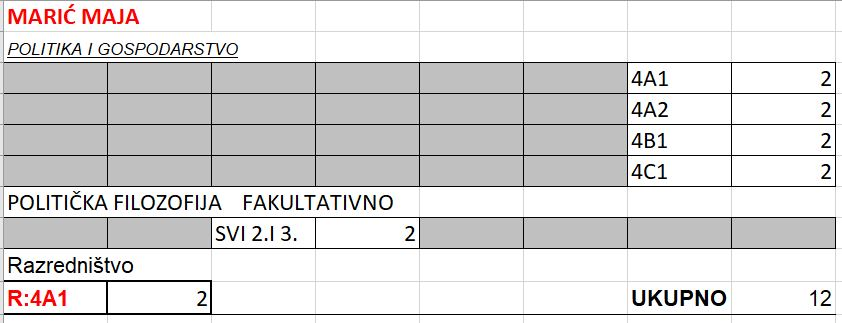 MARIĆ MAJA
POLITIKA I GOSPODARSTVO
4A1 2
4A2 2
4B1 2
4C1 2
POLITIČKA FILOZOFIJA FAKULTATIVNO
SVI 2.I 3. 2
Razredništvo
R:4A1 2 UKUPNO 12